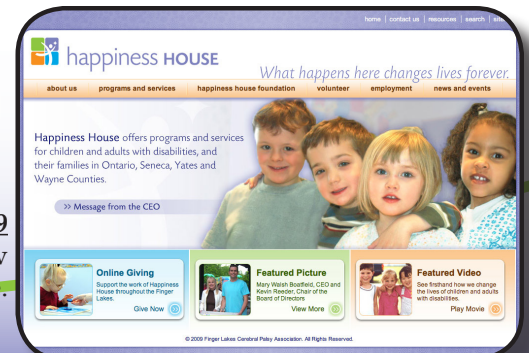 home | contact us | resources | search | site
happiness HOUSE
What happens here changes lives forever.
about us programs and services happiness house foundation volunteer employment news and events
Happiness House offers programs and services
for children and adults with disabilities, and
their families in Ontario, Seneca, Yates and
Wayne Counties.
>> Message from the CEO
Online Giving
Support the work of Happiness
House throughout the Finger
Lakes.
Give Now
Featured Picture
Mary Walsh Boatfield, CEO and
Kevin Reeder, Chair of the
Board of Directors
View More
Featured Video
See firsthand how we change
the lives of children and adults
with disabilities.
Play Movie
© 2009 Finger Lakes Cerebral Palsy Association. All Rights Reserved.
9